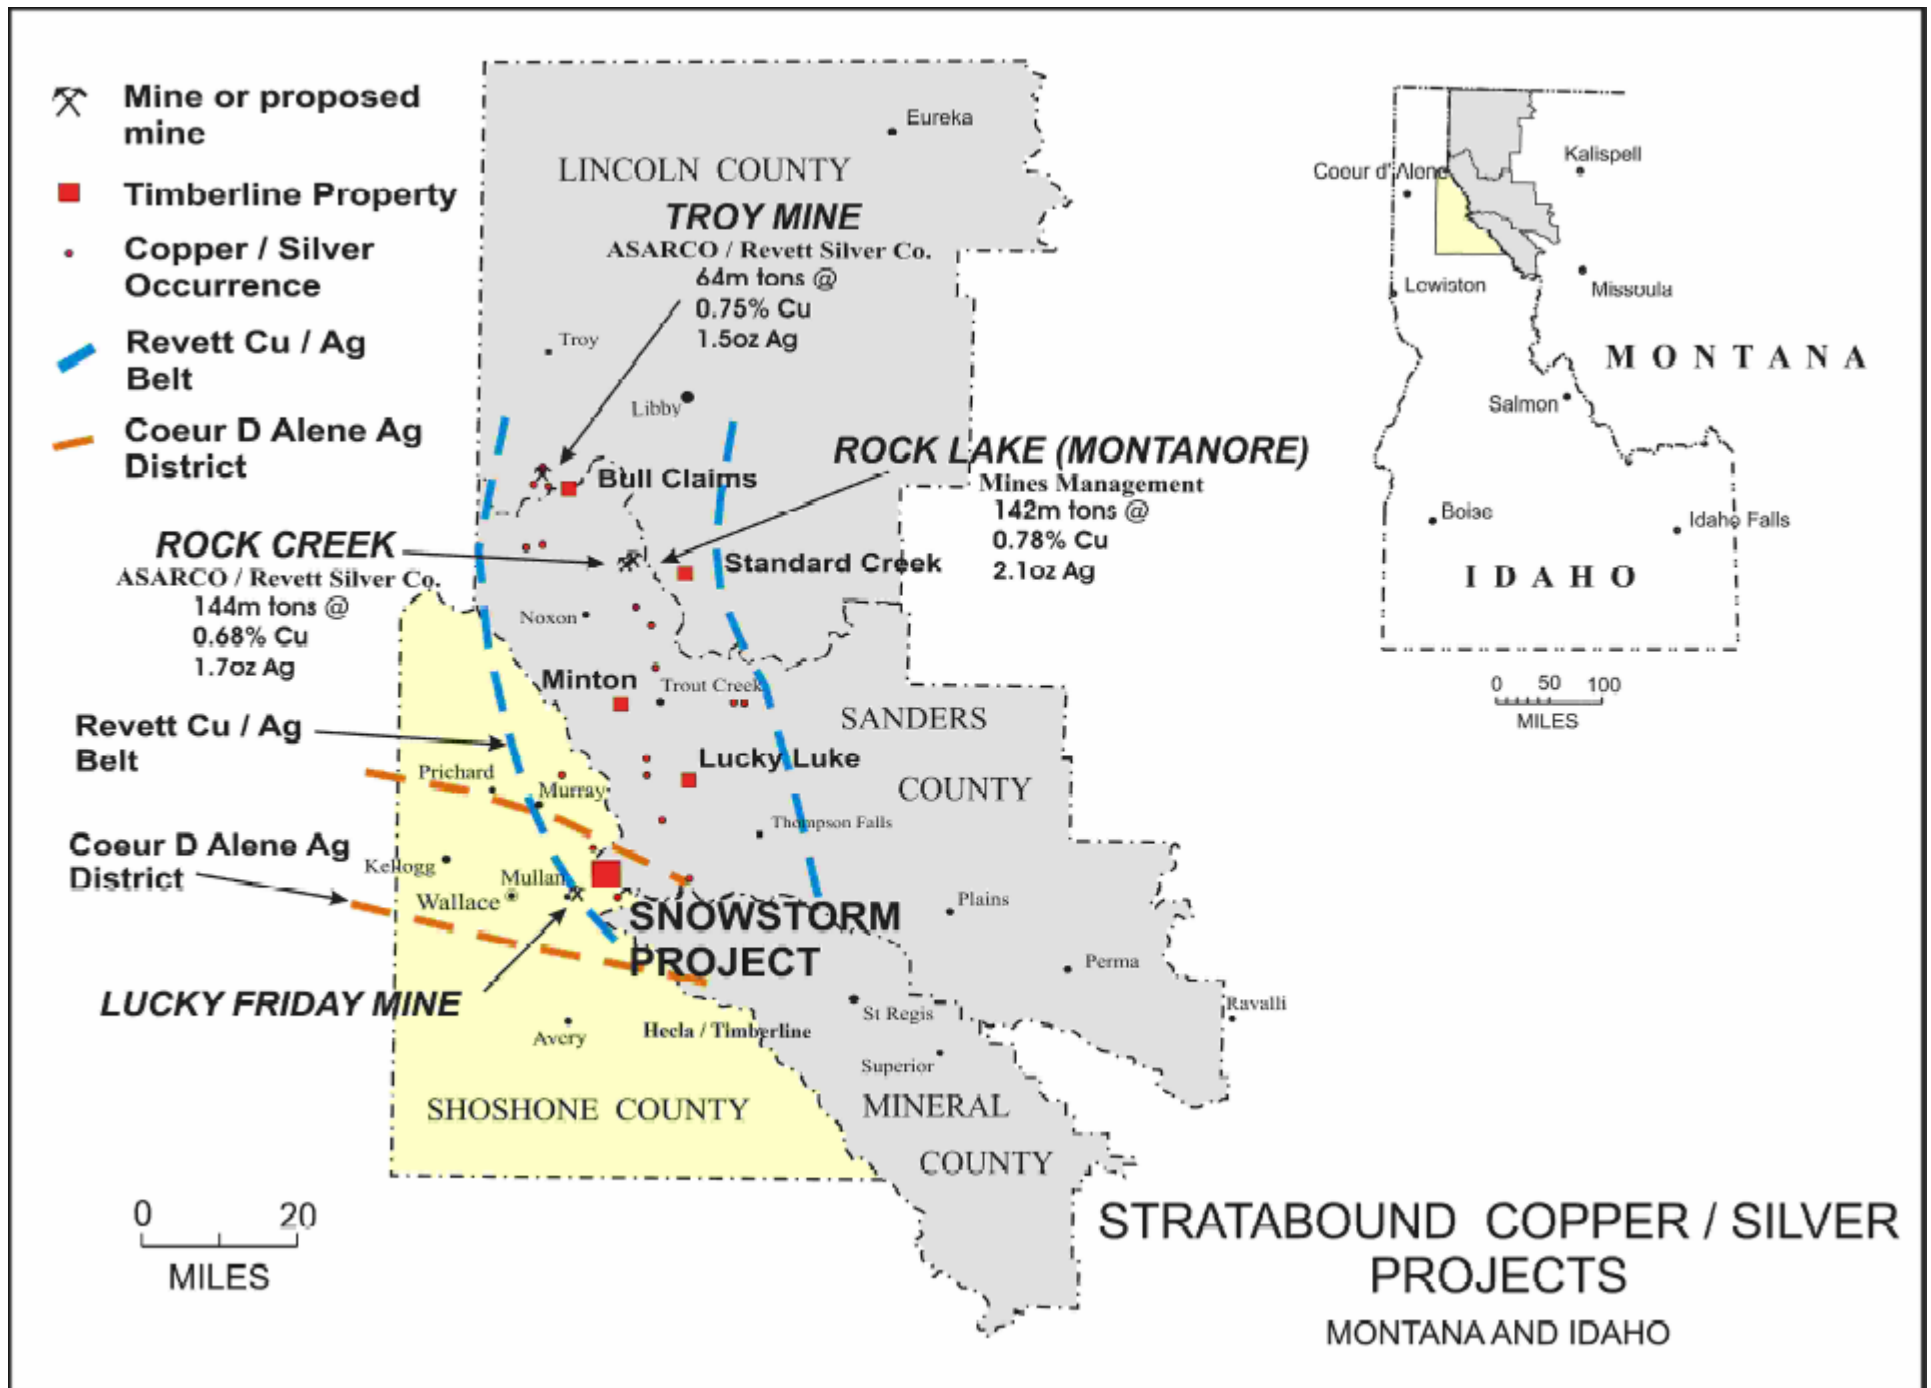 Mine or proposed
mine
Timberline Property
Copper / Silver
Occurrence
Revett Cu / Ag
Belt
Coeur D Alene Ag
District
Eureka
LINCOLN COUNTY
TROY MINE
ASARCO / Revett Silver Co.
64m tons @
0.75% Cu
1.5oz Ag
Troy
Libby
Bull Claims
ROCK LAKE (MONTANORE)
Mines Management
142m tons @
0.78% Cu
2.1oz Ag
ROCK CREEK
ASARCO / Revett Silver Co.
144m tons @
0.68% Cu
1.7oz Ag
Standard Creek
Noxon
Minton
Trout Creek
SANDERS
COUNTY
Revett Cu / Ag
Belt
Lucky Luke
Prichard
Murray
Thompson Falls
Coeur D Alene Ag
District
Kellogg
Mullan
Wallace
SNOWSTORM
PROJECT
Plains
Perma
Ravalli
LUCKY FRIDAY MINE
Hecla / Timberline
Avery
St Regis
Superior
SHOSHONE COUNTY
MINERAL
COUNTY
0 20
MILES
Coeur d' Alene
Kalispell
Lewiston
Missoula
MONTANA
Salmon
Boise
Idaho Falls
IDAHO
0 50 100
MILES
STRATABOUND COPPER / SILVER
PROJECTS
MONTANA AND IDAHO